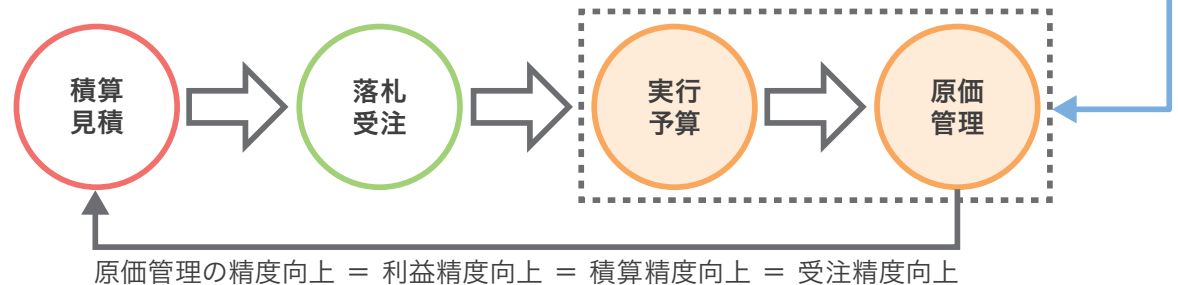 積算
見積
落札
受注
実行
予算
原価
管理
原価管理の精度向上 ＝ 利益精度向上 ＝ 積算精度向上 ＝ 受注精度向上